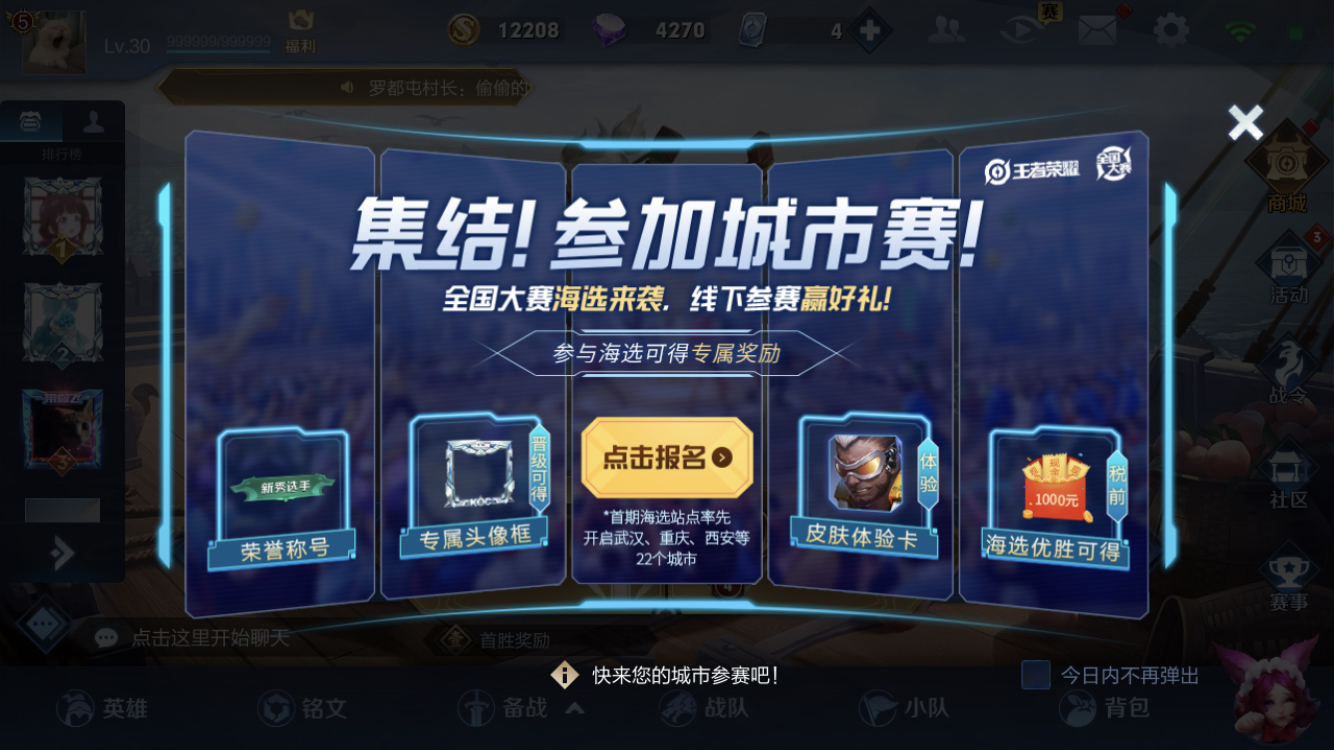 5
Lv.30
999999/999999
福利
12208
4270
4
赛
罗都屯村长：偷偷的
排行榜
1
2
荣耀飞
3
王者荣耀
全国大赛
集结！参加城市赛！
全国大赛海选来袭，线下参赛赢好礼！
参与海选可得专属奖励
新秀选手
荣誉称号
KOC
晋级可得
专属头像框
点击报名
*首期海选站点率先
开启武汉、重庆、西安等
22个城市
体验
皮肤体验卡
现金
1000元
税前
海选优胜可得
商城
3
活动
战令
社区
赛事
点击这里开始聊天
首胜奖励
4
快来您的城市参赛吧！
今日内不再弹出
英雄
铭文
备战
战队
小队
背包